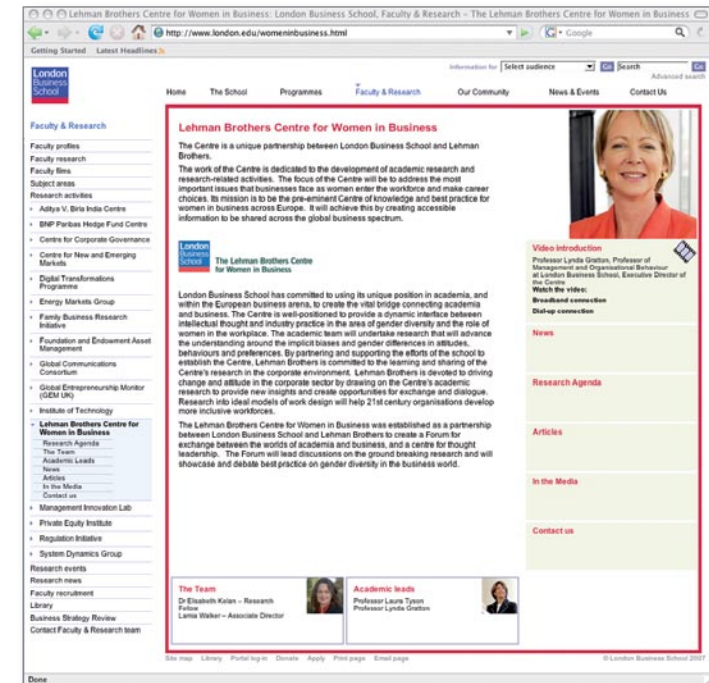 Lehman Brothers Centre for Women in Business: London Business School, Faculty & Research – The Lehman Brothers Centre for Women in Business
http://www.london.edu/womeninbusiness.html
Google
Getting Started Latest Headlines
Information for Select audience Go Search Go
Advanced search
London
Business
School
Home The School Programmes Faculty & Research Our Community News & Events Contact Us
Faculty & Research
Faculty profiles
Faculty research
Faculty films
Subject areas
Research activities
Aditya V. Birla India Centre
BNP Paribas Hedge Fund Centre
Centre for Corporate Governance
Centre for New and Emerging
Markets
Digital Transformations
Programme
Energy Markets Group
Family Business Research
Initiative
Foundation and Endowment Asset
Management
Global Communications
Consortium
Global Entrepreneurship Monitor
(GEM UK)
Institute of Technology
Lehman Brothers Centre for
Women in Business
Research Agenda
The Team
Academic Leads
News
Articles
In the Media
Contact us
Management Innovation Lab
Private Equity Institute
Regulation Initiative
System Dynamics Group
Research events
Research news
Faculty recruitment
Library
Business Strategy Review
Contact Faculty & Research team
Lehman Brothers Centre for Women in Business
The Centre is a unique partnership between London Business School and Lehman
Brothers.
The work of the Centre is dedicated to the development of academic research and
research-related activities. The focus of the Centre will be to address the most
important issues that businesses face as women enter the workforce and make career
choices. Its mission is to be the pre-eminent Centre of knowledge and best practice for
women in business across Europe. It will achieve this by creating accessible
information to be shared across the global business spectrum.
London
Business
School
The Lehman Brothers Centre
for Women in Business
London Business School has committed to using its unique position in academia, and
within the European business arena, to create the vital bridge connecting academia
and business. The Centre is well-positioned to provide a dynamic interface between
intellectual thought and industry practice in the area of gender diversity and the role of
women in the workplace. The academic team will undertake research that will advance
the understanding around the implicit biases and gender differences in attitudes,
behaviours and preferences. By partnering and supporting the efforts of the school to
establish the Centre, Lehman Brothers is committed to the learning and sharing of the
Centre's research in the corporate environment. Lehman Brothers is devoted to driving
change and attitude in the corporate sector by drawing on the Centre's academic
research to provide new insights and create opportunities for exchange and dialogue.
Research into ideal models of work design will help 21st century organisations develop
more inclusive workforces.
The Lehman Brothers Centre for Women in Business was established as a partnership
between London Business School and Lehman Brothers to create a Forum for
exchange between the worlds of academia and business, and a centre for thought
leadership. The Forum will lead discussions on the ground breaking research and will
showcase and debate best practice on gender diversity in the business world.
The Team
Dr Elisabeth Kelan – Research
Fellow
Lamia Walker – Associate Director
Academic leads
Professor Laura Tyson
Professor Lynda Gratton
Video introduction
Professor Lynda Gratton, Professor of
Management and Organisational Behaviour
at London Business School, Executive Director of
the Centre
Watch the video:
Broadband connection
Dial-up connection
News
Research Agenda
Articles
In the Media
Contact us
Site map Library Portal log-in Donate Apply Print page Email page © London Business School 2007
Done